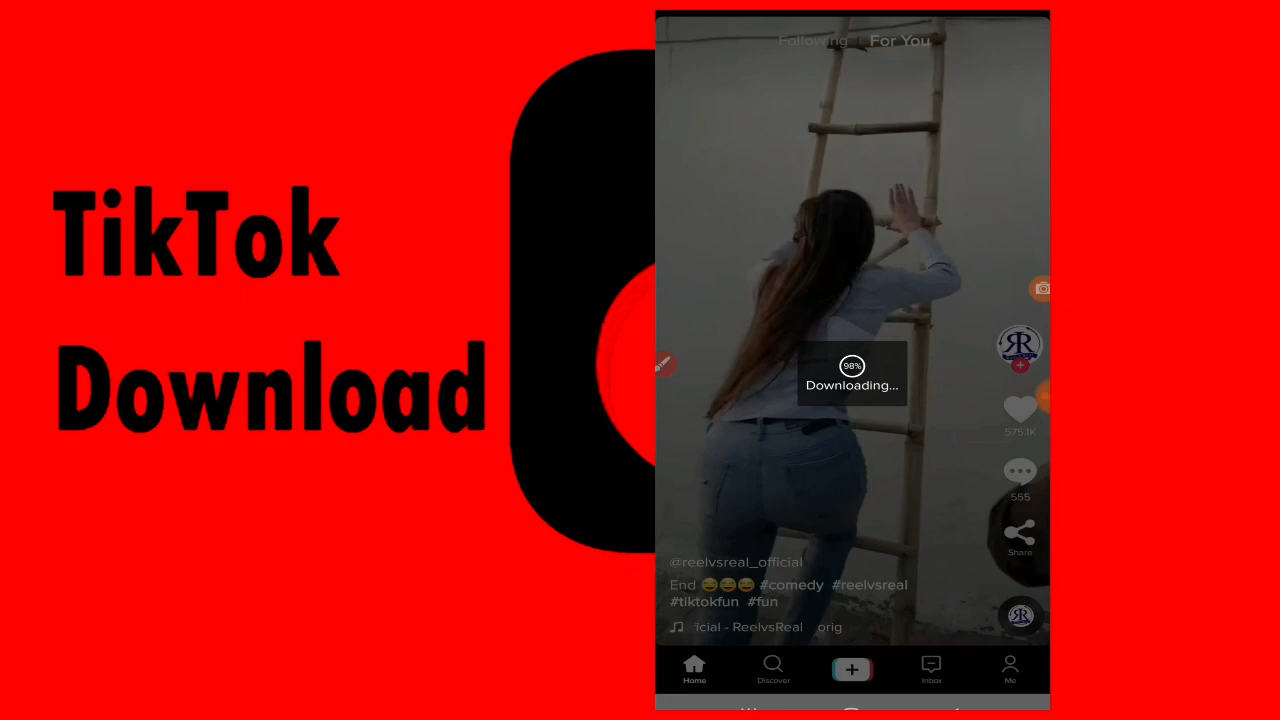 TikTok
Download
Following
For You
98%
Downloading...
575.1K
555
Share
@reelvsreal_official
End 😂😂😂 #comedy #reelvsreal
#tiktokfun #fun
icial - ReelvsReal orig
Home
Discover
Inbox
Me